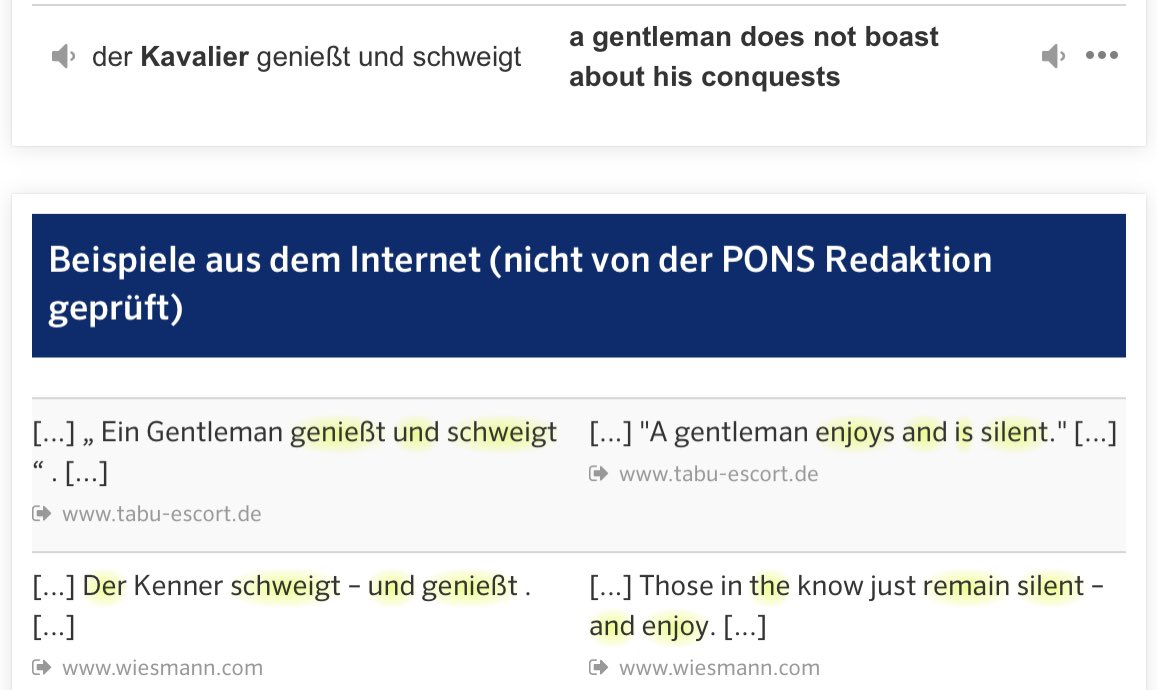 der Kavalier genießt und schweigt
a gentleman does not boast
about his conquests
Beispiele aus dem Internet (nicht von der PONS Redaktion
geprüft)
[...] „ Ein Gentleman genießt und schweigt
“ . [...]
www.tabu-escort.de
[...] "A gentleman enjoys and is silent." [...]
www.tabu-escort.de
[...] Der Kenner schweigt – und genießt .
[...]
www.wiesmann.com
[...] Those in the know just remain silent –
and enjoy. [...]
www.wiesmann.com